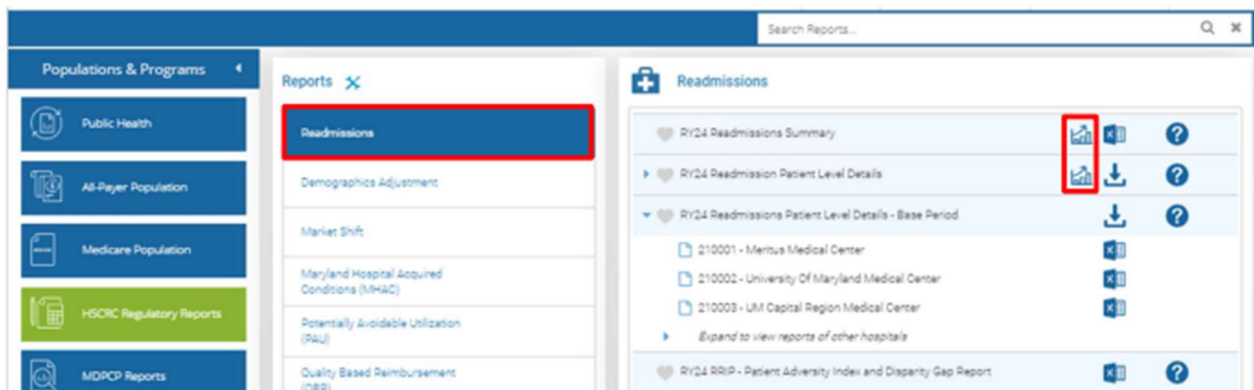 Search Reports...
Populations & Programs
Public Health
All-Payer Population
Medicare Population
HSCRC Regulatory Reports
MDPCP Reports
Reports
Readmissions
Demographics Adjustment
Market Shift
Maryland Hospital Acquired
Conditions (MHAC)
Potentially Avoidable Utilization
(PAU)
Quality Based Reimbursement
(QBR)
Readmissions
RY24 Readmissions Summary
RY24 Readmission Patient Level Details
RY24 Readmissions Patient Level Details - Base Period
210001 - Meritus Medical Center
210002 - University Of Maryland Medical Center
210003 - UM Capital Region Medical Center
Expand to view reports of other hospitals
RY24 RRIP - Patient Adversity Index and Disparity Gap Report